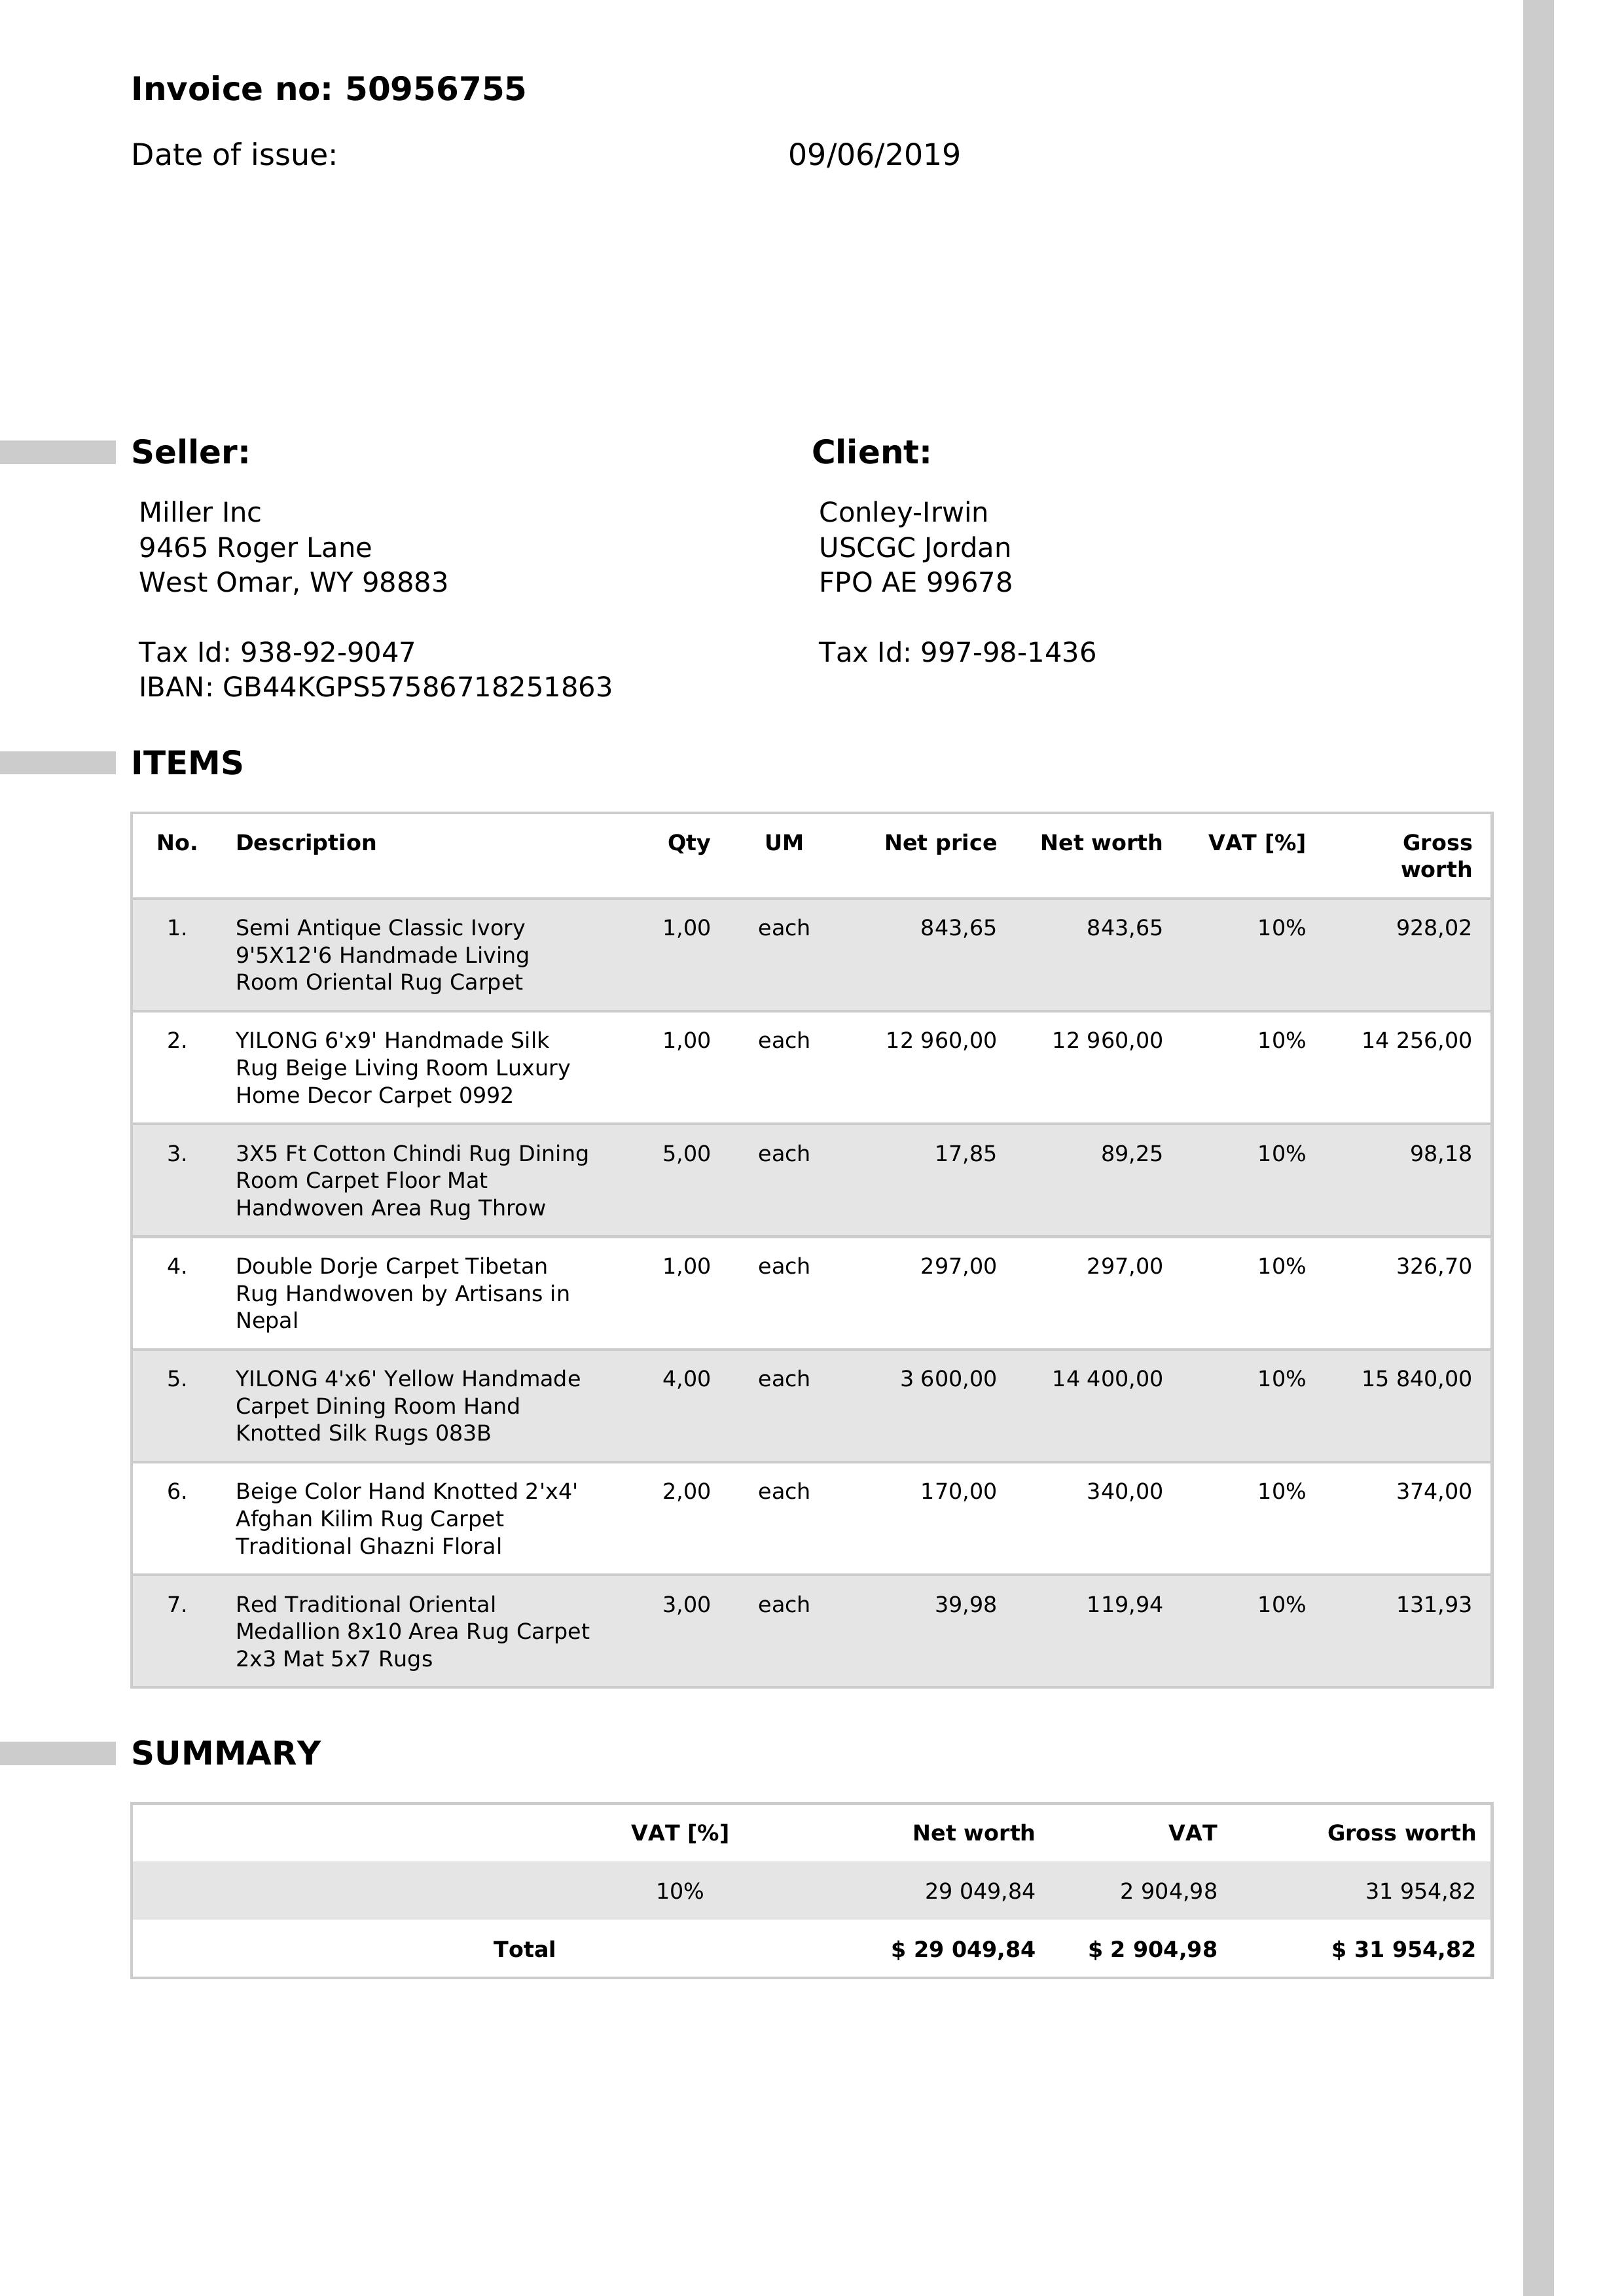 Invoice no: 50956755
Date of issue: 09/06/2019
Seller: Client:
Miller Inc
9465 Roger Lane
West Omar, WY 98883
Tax Id: 938-92-9047
IBAN: GB44KGPS57586718251863
Conley-Irwin
USCGC Jordan
FPO AE 99678
Tax Id: 997-98-1436
ITEMS
No. Description Qty UM Net price Net worth VAT [%] Gross
worth
1. Semi Antique Classic Ivory 1,00 each 843,65 843,65 10% 928,02
9'5X12'6 Handmade Living
Room Oriental Rug Carpet
2. YILONG 6'x9' Handmade Silk 1,00 each 12 960,00 12 960,00 10% 14 256,00
Rug Beige Living Room Luxury
Home Decor Carpet 0992
3. 3X5 Ft Cotton Chindi Rug Dining 5,00 each 17,85 89,25 10% 98,18
Room Carpet Floor Mat
Handwoven Area Rug Throw
4. Double Dorje Carpet Tibetan 1,00 each 297,00 297,00 10% 326,70
Rug Handwoven by Artisans in
Nepal
5. YILONG 4'x6' Yellow Handmade 4,00 each 3 600,00 14 400,00 10% 15 840,00
Carpet Dining Room Hand
Knotted Silk Rugs 083B
6. Beige Color Hand Knotted 2'x4' 2,00 each 170,00 340,00 10% 374,00
Afghan Kilim Rug Carpet
Traditional Ghazni Floral
7. Red Traditional Oriental 3,00 each 39,98 119,94 10% 131,93
Medallion 8x10 Area Rug Carpet
2x3 Mat 5x7 Rugs
SUMMARY
VAT [%] Net worth VAT Gross worth
10% 29 049,84 2 904,98 31 954,82
Total $ 29 049,84 $ 2 904,98 $ 31 954,82